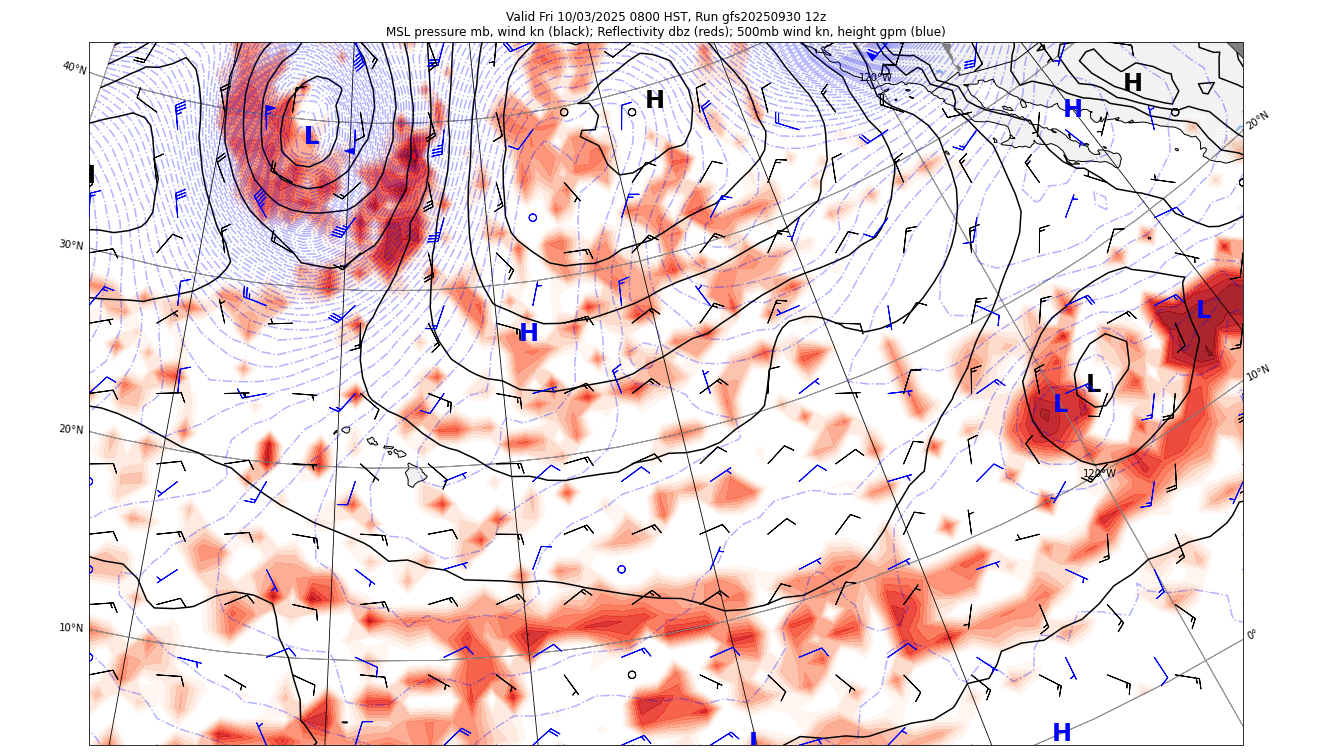 Valid Fri 10/03/2025 0800 HST, Run gfs20250930 12z
MSL pressure mb, wind kn (black); Reflectivity dbz (reds); 500mb wind kn, height gpm (blue)
40°N
120°W
H
H
H
20°N
L
30°N
L
H
10°N
L
L
20°N
120°W
10°N
0°
H
L